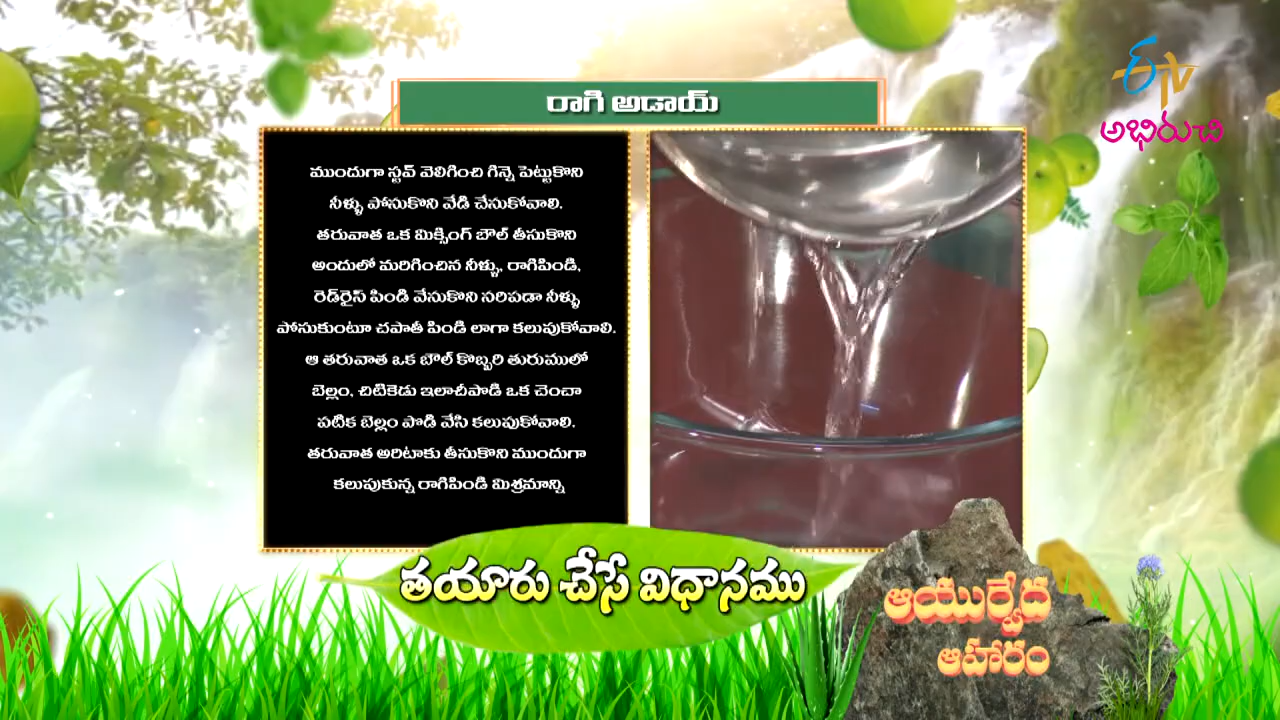 రాగి అడాయ్
ETV
అభిరుచి
ముందుగా స్టవ్ వెలిగించి గిన్నె పెట్టుకొని
నీళ్ళు పోసుకొని వేడి చేసుకోవాలి.
తరువాత ఒక మిక్సింగ్ బౌల్ తీసుకొని
అందులో మరిగించిన నీళ్ళు, రాగిపిండి,
రెడ్‌రైస్ పిండి వేసుకొని సరిపడా నీళ్ళు
పోసుకుంటూ చపాతీ పిండి లాగా కలుపుకోవాలి.
ఆ తరువాత ఒక బౌల్ కొబ్బరి తురుములో
బెల్లం, చిటికెడు ఇలాచీపొడి ఒక చెంచా
పటిక బెల్లం పొడి వేసి కలుపుకోవాలి.
తరువాత అరిటాకు తీసుకొని ముందుగా
కలుపుకున్న రాగిపిండి మిశ్రమాన్ని
తయారు చేసే విధానము
ఆయుర్వేద
ఆహారం